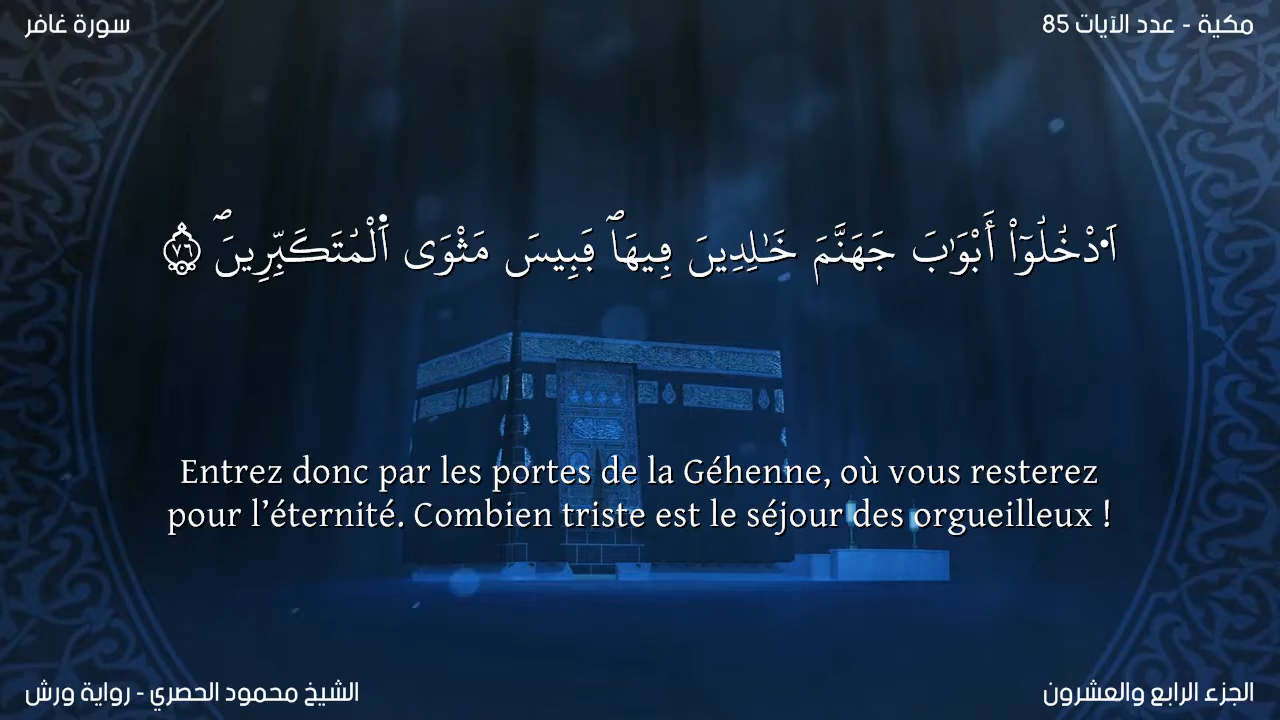 سورة غافر
مكية - عدد الآيات 85
اَ۬دْخُلُوٓاْ أَبْوَٰبَ جَهَنَّمَ خَٰلِدِينَ فِيهَاۖ فَبِيسَ مَثْوَى اَ۬لْمُتَكَبِّرِينَۖ ٧٦
Entrez donc par les portes de la Géhenne, où vous resterez
pour l’éternité. Combien triste est le séjour des orgueilleux !
الشيخ محمود الحصري - رواية ورش
الجزء الرابع والعشرون